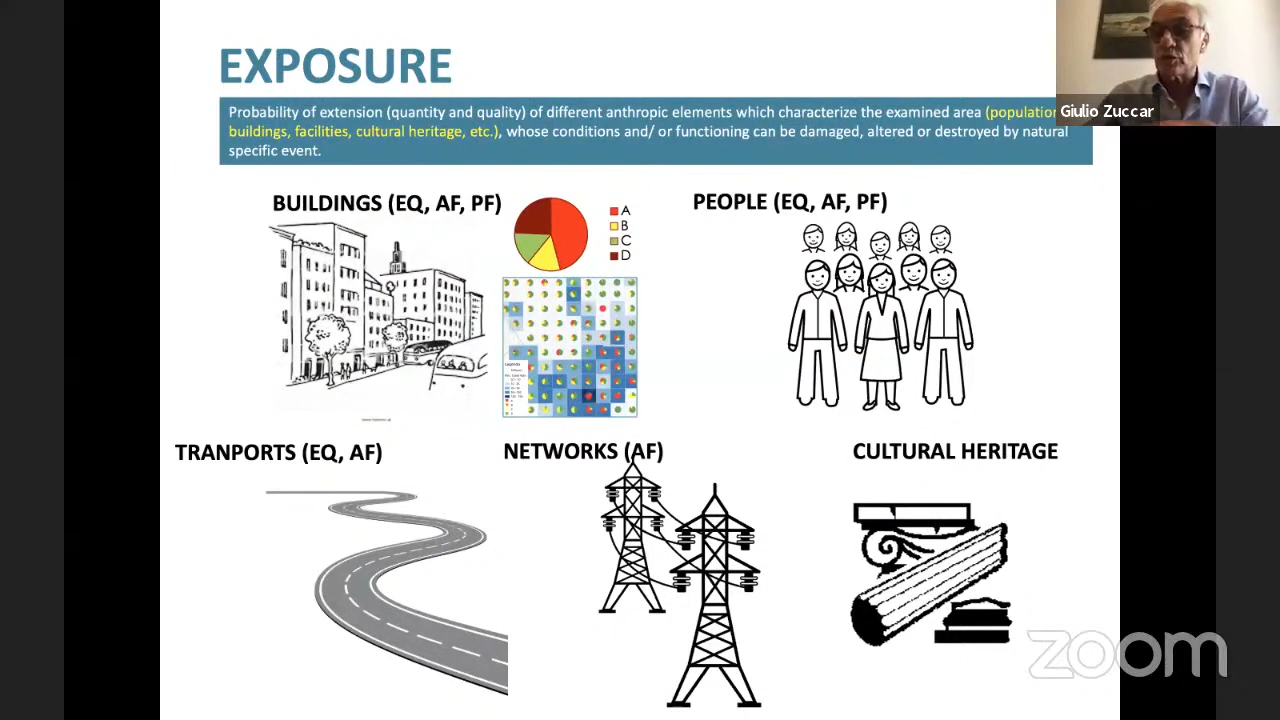 EXPOSURE
Probability of extension (quantity and quality) of different anthropic elements which characterize the examined area (population
buildings, facilities, cultural heritage, etc.), whose conditions and/ or functioning can be damaged, altered or destroyed by natural
specific event.
Giulio Zuccar
BUILDINGS (EQ, AF, PF)
A
B
C
D
PEOPLE (EQ, AF, PF)
TRANPORTS (EQ, AF)
NETWORKS (AF)
CULTURAL HERITAGE
zoom